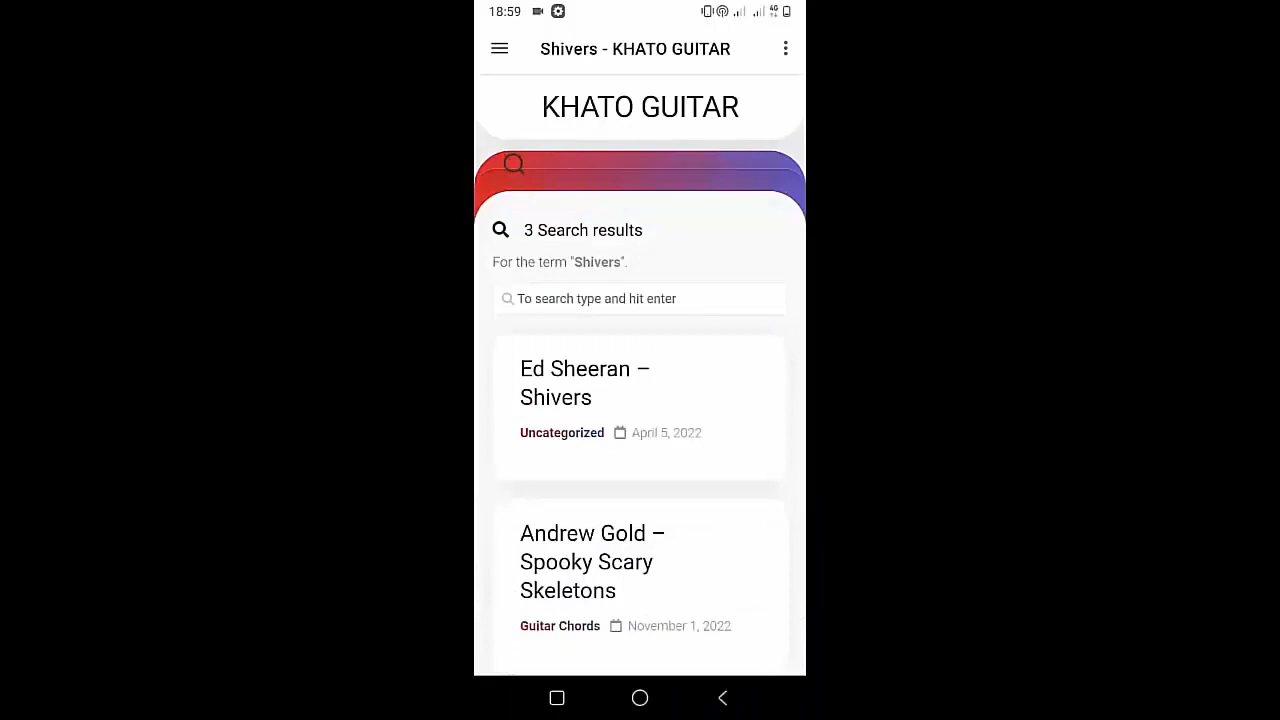 18:59
4G
Shivers - KHATO GUITAR
KHATO GUITAR
3 Search results
For the term "Shivers".
To search type and hit enter
Ed Sheeran –
Shivers
Uncategorized April 5, 2022
Andrew Gold –
Spooky Scary
Skeletons
Guitar Chords November 1, 2022